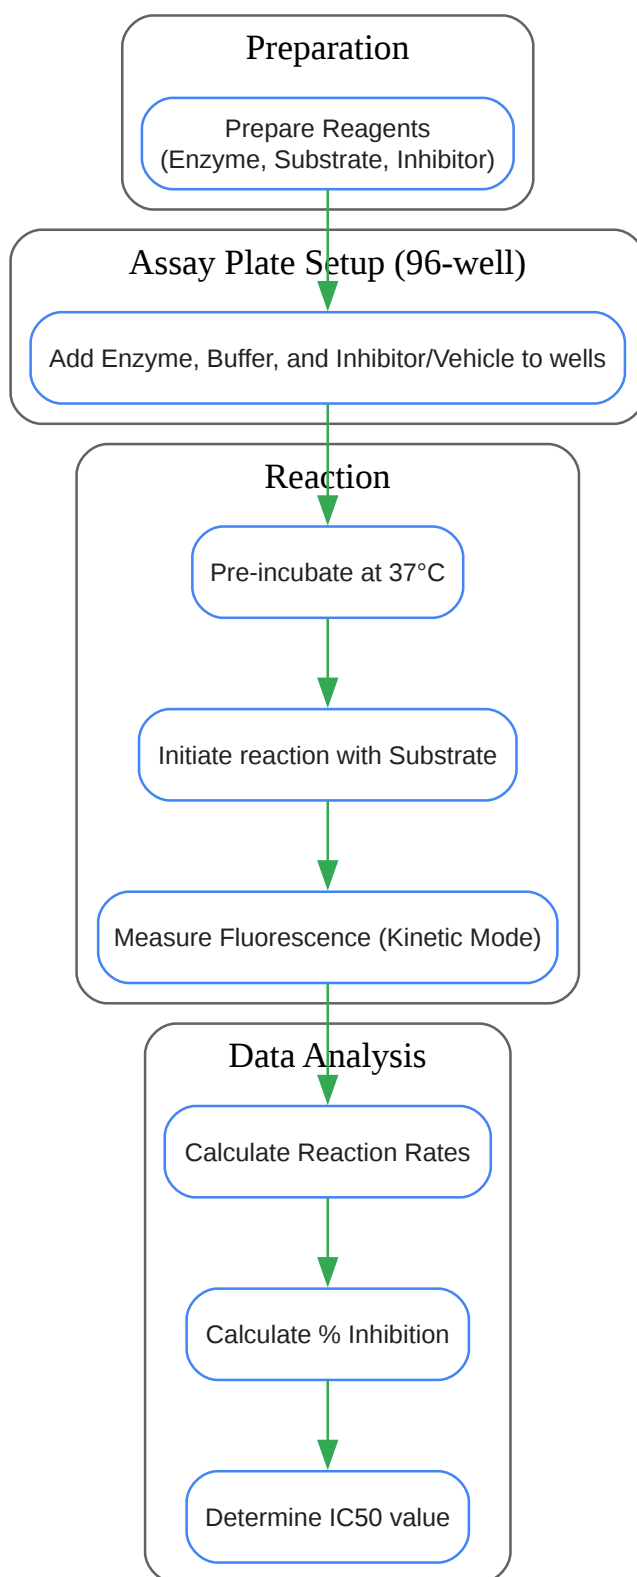 Preparation
Prepare Reagents
(Enzyme, Substrate, Inhibitor)
Assay Plate Setup (96-well)
Add Enzyme, Buffer, and Inhibitor/Vehicle to wells
Reaction
Pre-incubate at 37°C
Initiate reaction with Substrate
Measure Fluorescence (Kinetic Mode)
Data Analysis
Calculate Reaction Rates
Calculate % Inhibition
Determine IC50 value